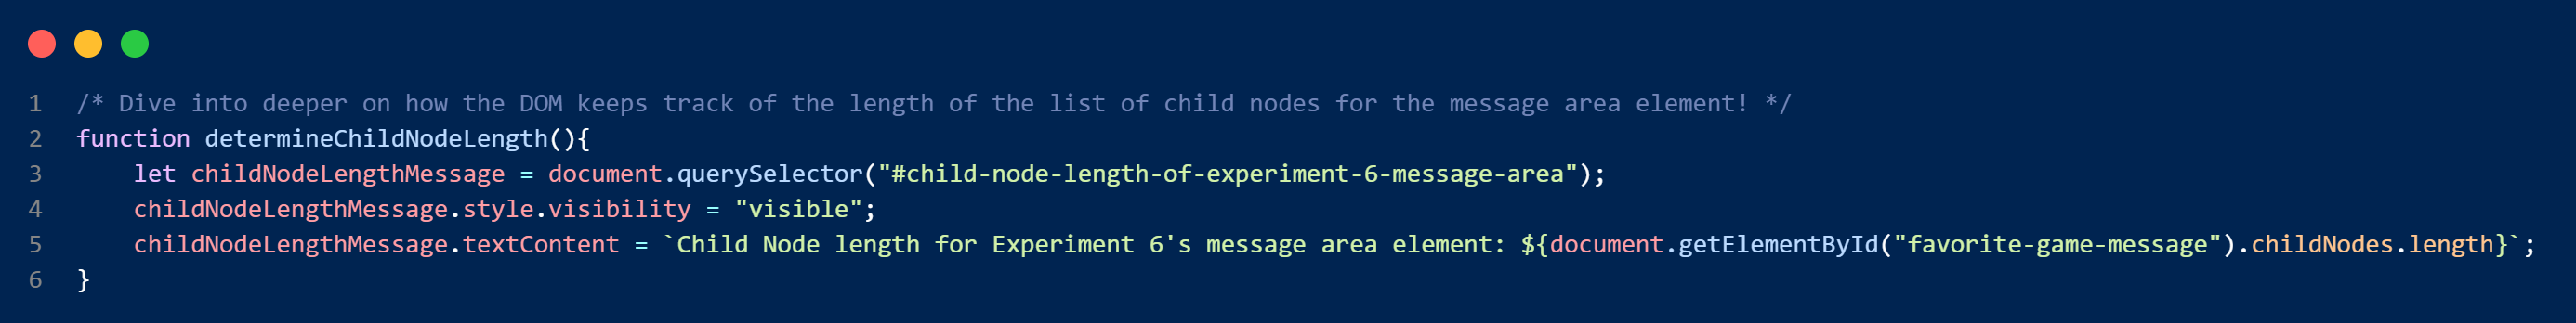 1 /* Dive into deeper on how the DOM keeps track of the length of the list of child nodes for the message area element! */
2 function determineChildNodeLength(){
3     let childNodeLengthMessage = document.querySelector("#child-node-length-of-experiment-6-message-area");
4     childNodeLengthMessage.style.visibility = "visible";
5     childNodeLengthMessage.textContent = `Child Node length for Experiment 6's message area element: ${document.getElementById("favorite-game-message").childNodes.length}`;
6 }